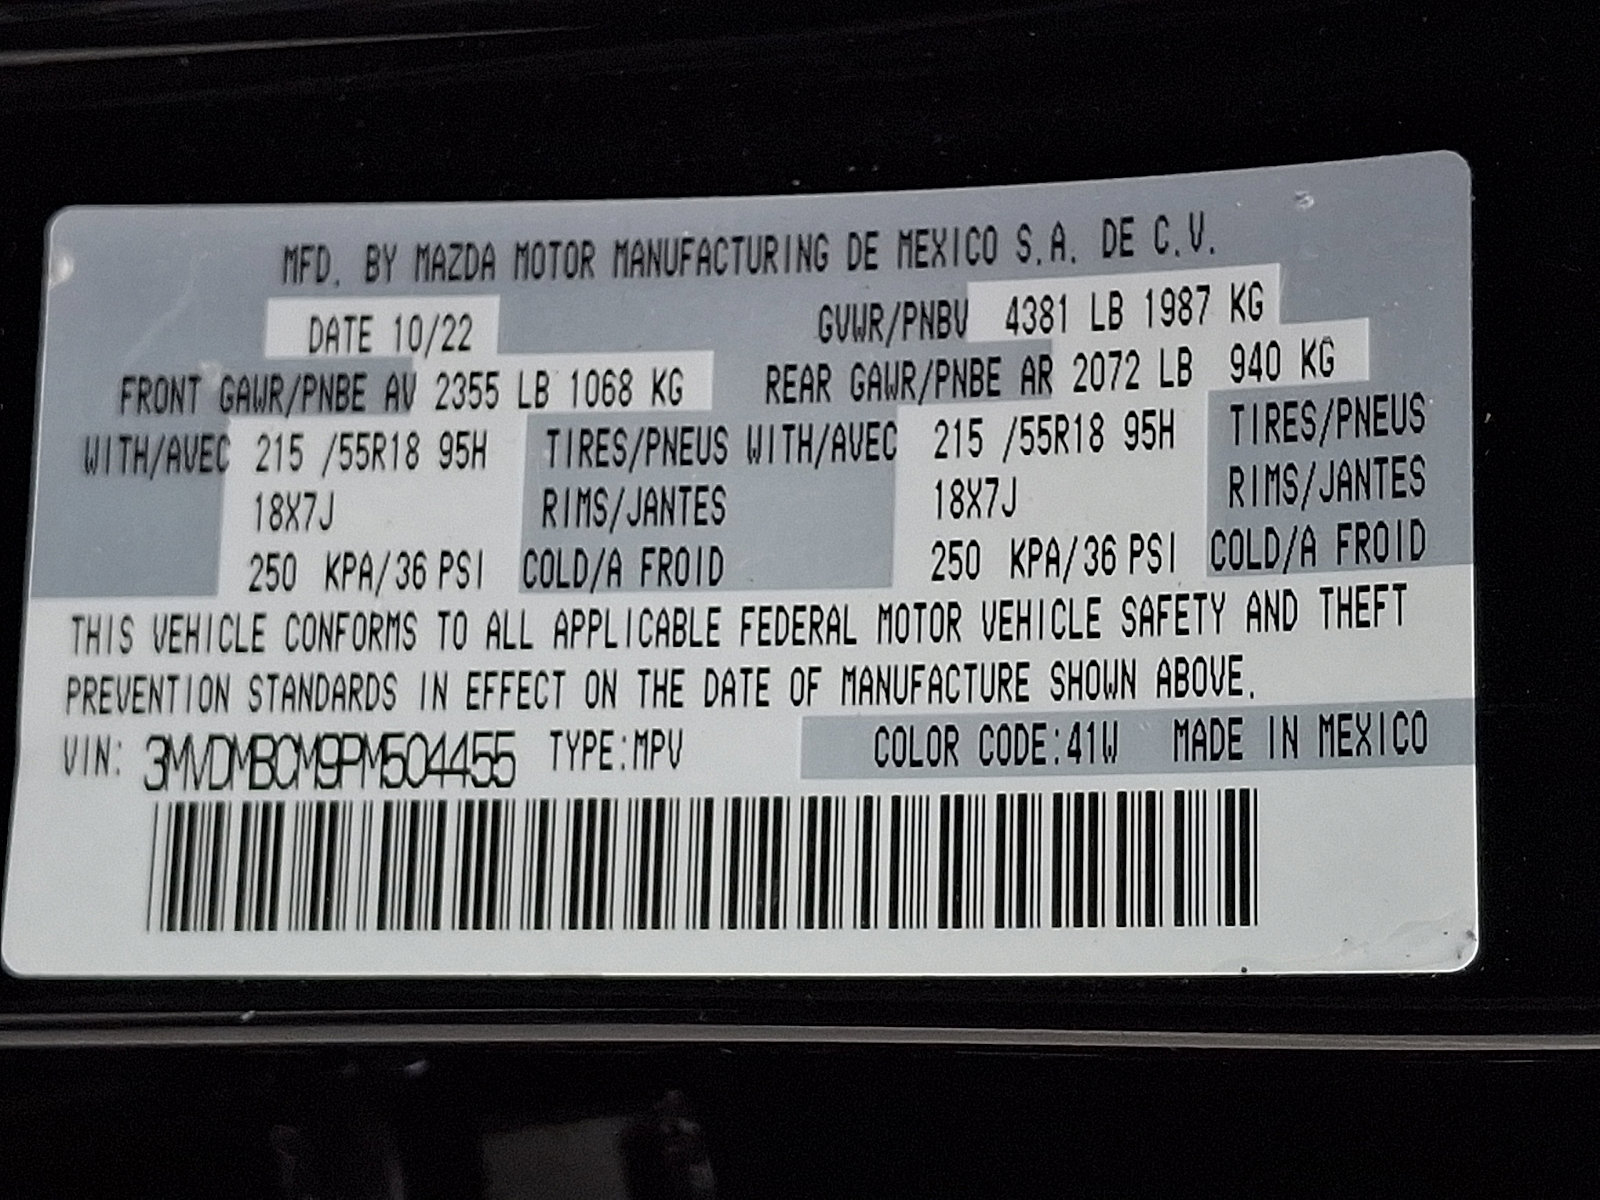 MFD. BY MAZDA MOTOR MANUFACTURING DE MEXICO S.A. DE C.V.
DATE 10/22 GVWR/PNBV 4381 LB 1987 KG
FRONT GAWR/PNBE AV 2355 LB 1068 KG REAR GAWR/PNBE AR 2072 LB 940 KG
WITH/AVEC 215 /55R18 95H TIRES/PNEUS WITH/AVEC 215 /55R18 95H TIRES/PNEUS
18X7J RIMS/JANTES 18X7J RIMS/JANTES
250 KPA/36 PSI COLD/A FROID 250 KPA/36 PSI COLD/A FROID
THIS VEHICLE CONFORMS TO ALL APPLICABLE FEDERAL MOTOR VEHICLE SAFETY AND THEFT
PREVENTION STANDARDS IN EFFECT ON THE DATE OF MANUFACTURE SHOWN ABOVE.
VIN: 3MVDMBCM9PM504455 TYPE:MPV COLOR CODE:41W MADE IN MEXICO